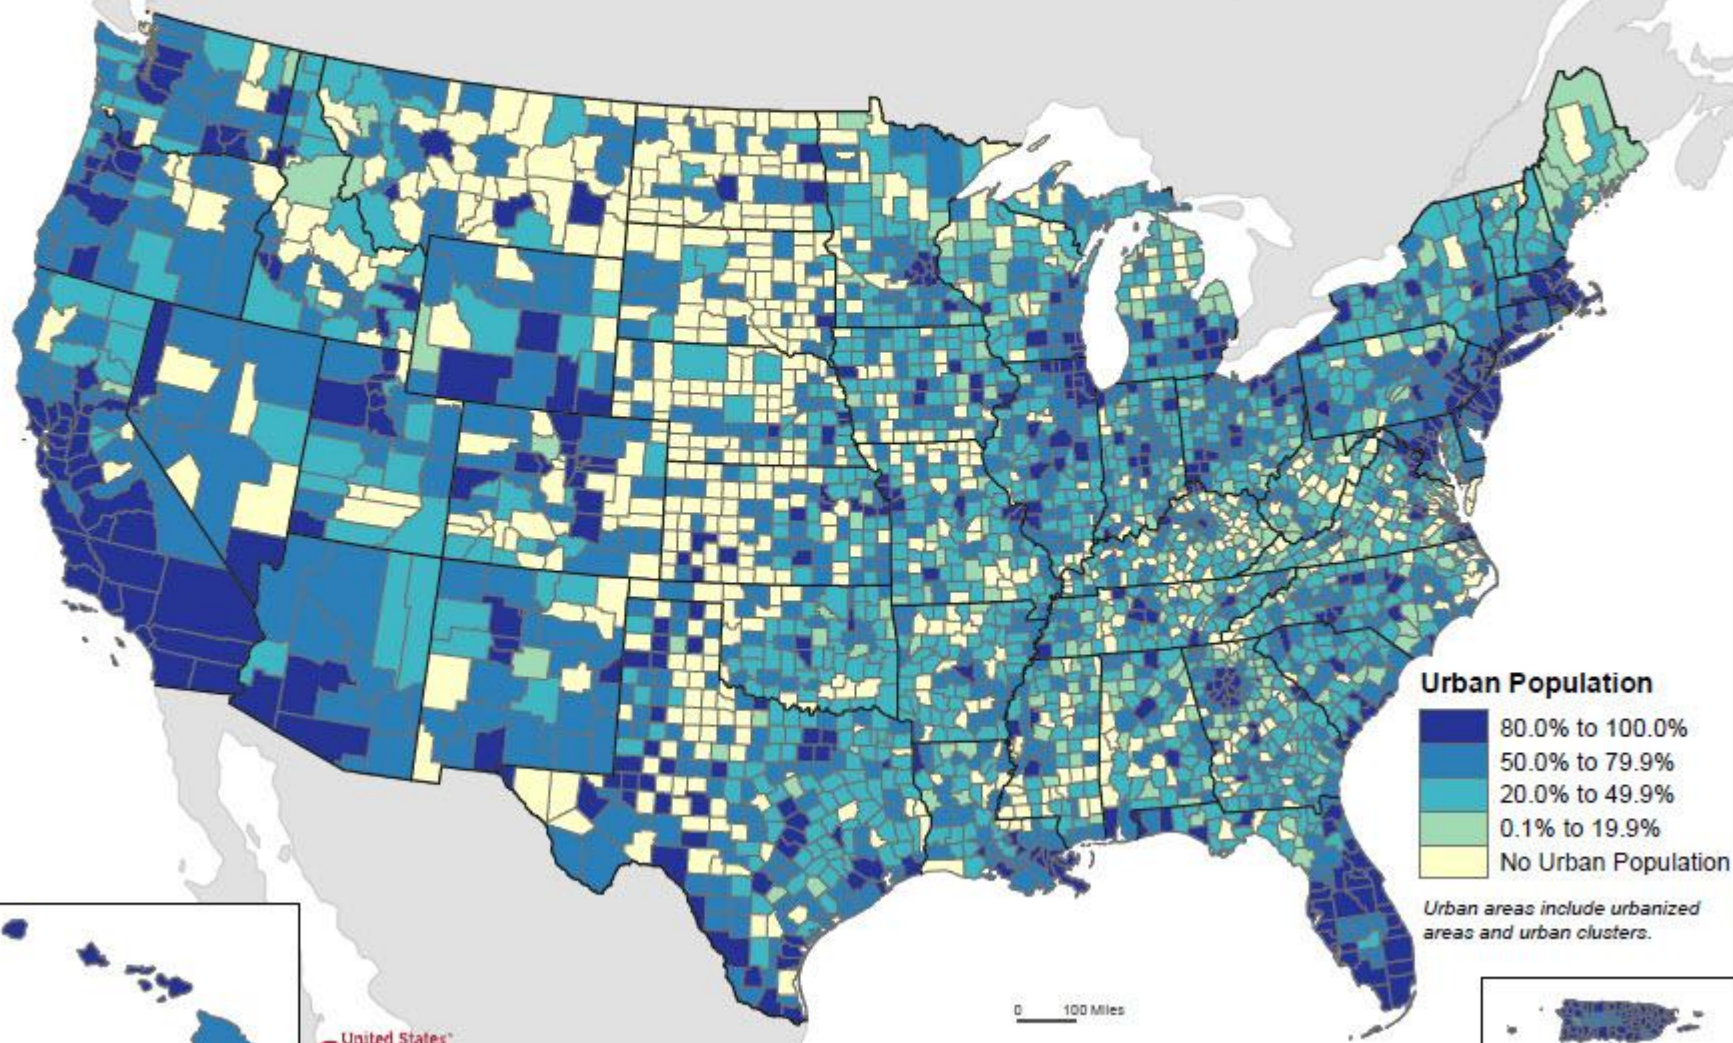 Urban Population
80.0% to 100.0%
50.0% to 79.9%
20.0% to 49.9%
0.1% to 19.9%
No Urban Population
Urban areas include urbanized
areas and urban clusters.
0 100 Miles
United States